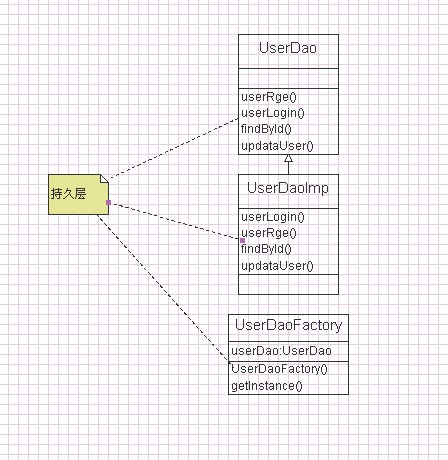 UserDao
userRge()
userLogin()
findById()
updataUser()
持久层
UserDaoImp
userLogin()
userRge()
findById()
updataUser()
UserDaoFactory
userDao:UserDao
UserDaoFactory()
getInstance()